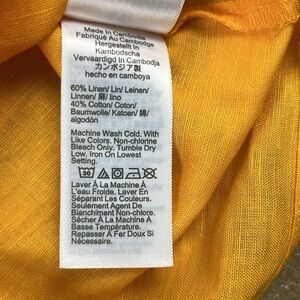 Made in Cambodia
Fabriqué Au Cambodge
Hergestellt in
Kambodscha
Vervaardigd In Cambodja
カンボジア製
hecho en camboya
60% Linen/ Lin/ Leinen/
Linnen/ 麻/ lino
40% Cotton/ Coton/
Baumwolle/ Katoen/ 綿/
algodón
Machine Wash Cold. With
Like Colors. Non-chlorine
Bleach Only. Tumble Dry
Low. Iron On Lowest
Setting.
30
Laver À La Machine À
L'eau Froide. Laver En
Séparant Les Couleurs.
Seulement Agent De
Blanchiment Non-chlore.
Sécher À La Machine À
Basse Température.
Repasser À Fer Doux Si
Nécessaire.